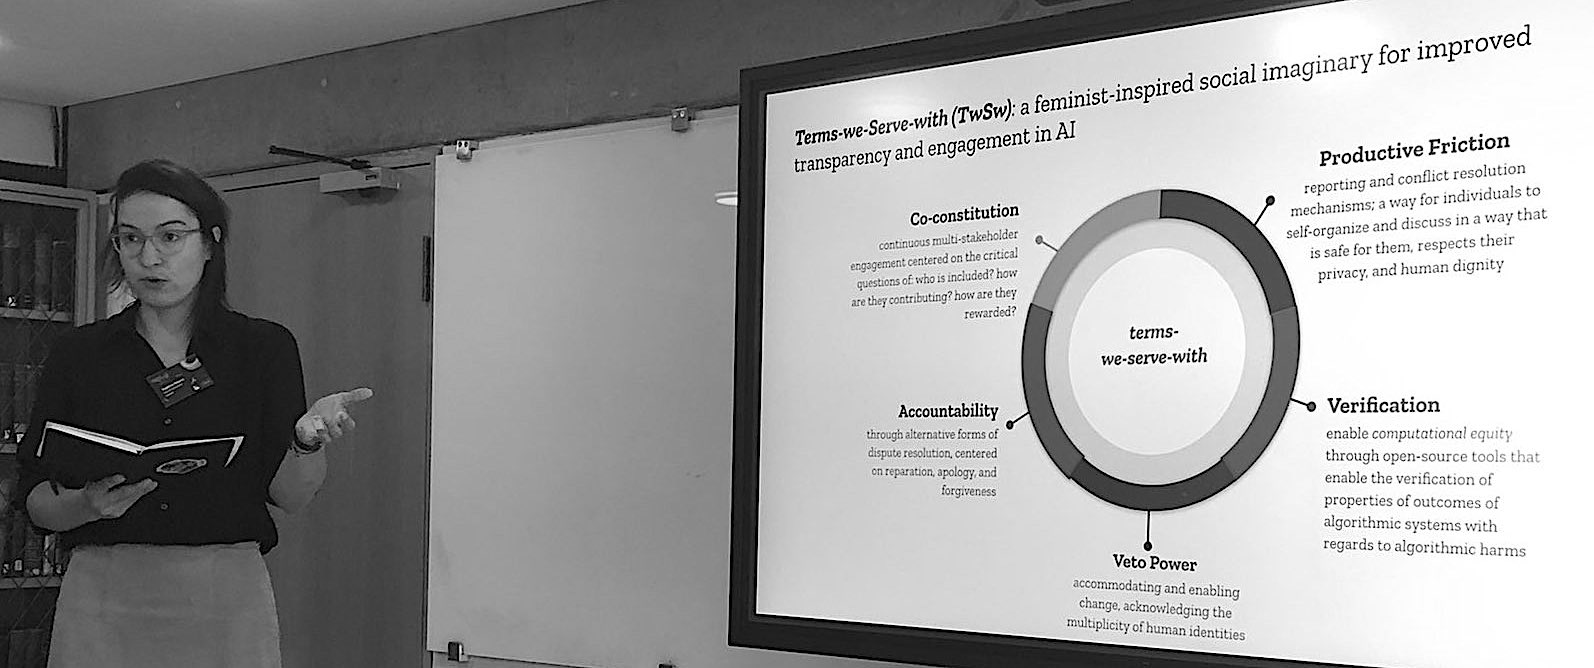 Terms-we-Serve-with (TwSw): a feminist-inspired social imaginary for improved
transparency and engagement in AI
Co-constitution
continuous multi-stakeholder
engagement centered on the critical
questions of: who is included? how
are they contributing? how are they
rewarded?
Productive Friction
reporting and conflict resolution
mechanisms; a way for individuals to
self-organize and discuss in a way that
is safe for them, respects their
privacy, and human dignity
terms-
we-serve-with
Accountability
through alternative forms of
dispute resolution, centered
on reparation, apology, and
forgiveness
Verification
enable computational equity
through open-source tools that
enable the verification of
properties of outcomes of
algorithmic systems with
regards to algorithmic harms
Veto Power
accommodating and enabling
change, acknowledging the
multiplicity of human identities